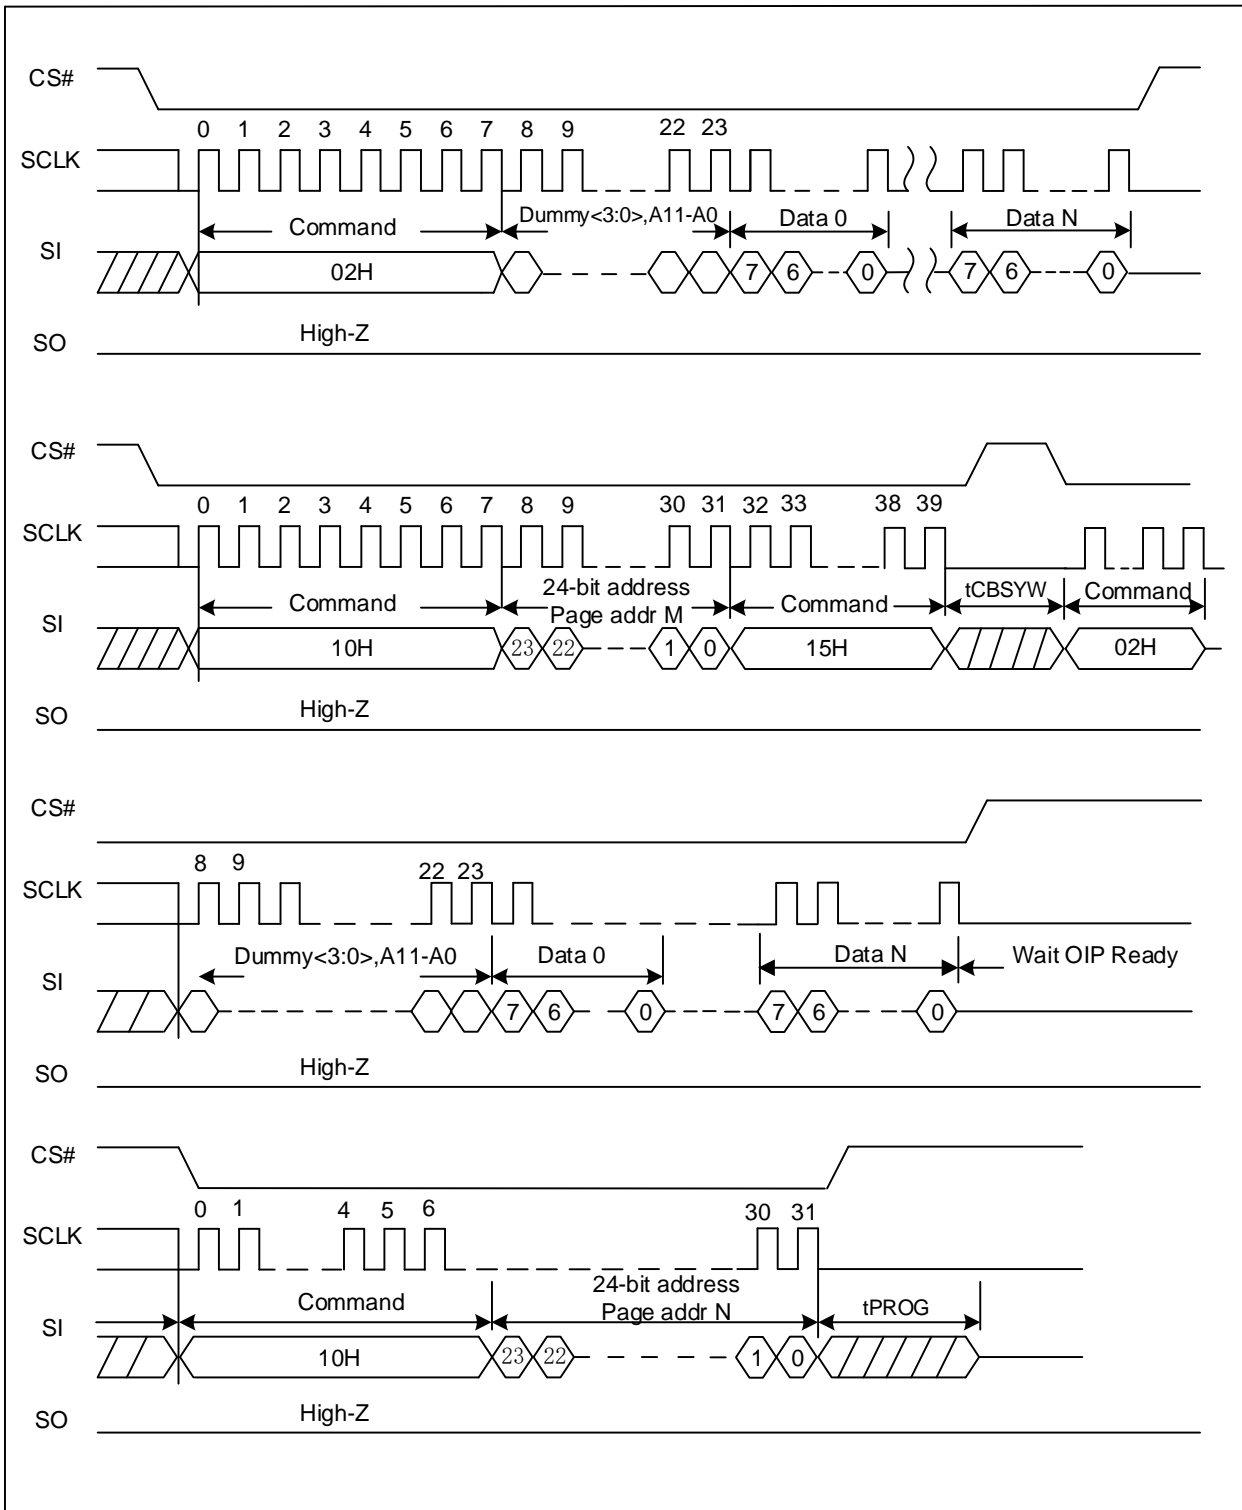 CS#
0 1 2 3 4 5 6 7 8 9 22 23
SCLK
Command Dummy<3:0>,A11-A0 Data 0 Data N
SI
02H 7 6 0 7 6 0
High-Z
SO
CS#
0 1 2 3 4 5 6 7 8 9 30 31 32 33 38 39
SCLK
24-bit address tCBSYW
Command Page addr M Command Command
SI
10H 23 22 1 0 15H 02H
High-Z
SO
CS#
8 9 22 23
SCLK
Dummy<3:0>,A11-A0 Data 0 Data N Wait OIP Ready
SI
7 6 0 7 6 0
High-Z
SO
CS#
0 1 4 5 6 30 31
SCLK
24-bit address
Command Page addr N tPROG
SI
10H 23 22 1 0
High-Z
SO